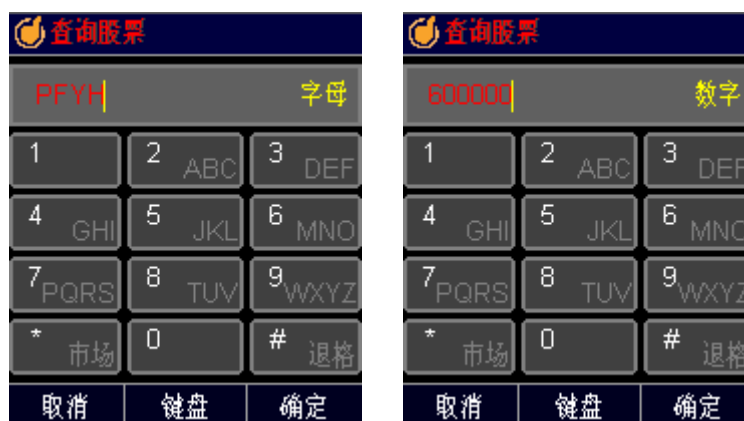 查询股票
PFYH 字母
1 2 ABC 3 DEF
4 GHI 5 JKL 6 MNO
7 PQRS 8 TUV 9 WXYZ
* 市场 0 # 退格
取消 键盘 确定
查询股票
600000 数字
1 2 ABC 3 DEF
4 GHI 5 JKL 6 MNO
7 PQRS 8 TUV 9 WXYZ
* 市场 0 # 退格
取消 键盘 确定